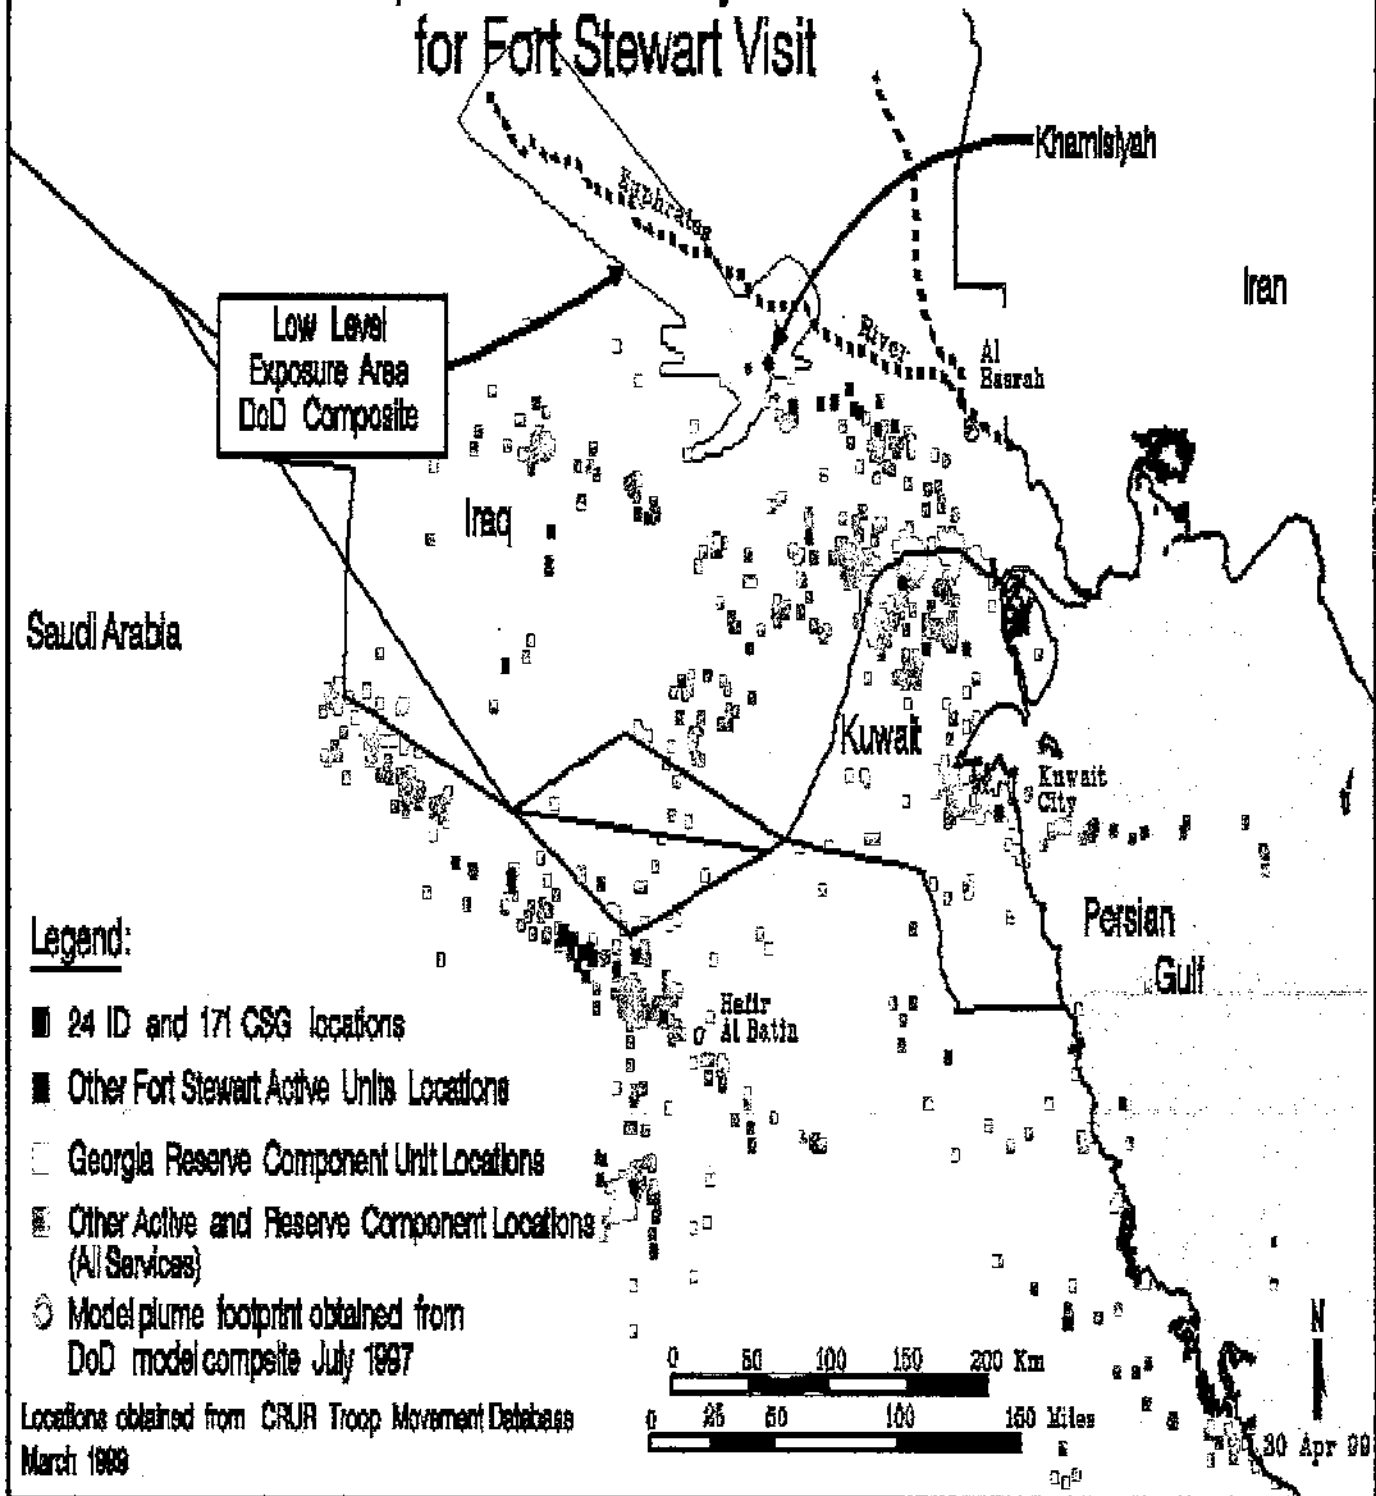 for Fort Stewart Visit
Khamisiyah
Euphrates
Iran
Low Level
Exposure Area
DoD Composite
River
Al
Basrah
Iraq
Saudi Arabia
Kuwait
Kuwait
City
Persian
Gulf
Legend:
24 ID and 171 CSG locations
Hafir
Al Batin
Other Fort Stewart Active Units Locations
Georgia Reserve Component Unit Locations
Other Active and Reserve Component Locations
(All Services)
Model plume footprint obtained from
DoD model compsite July 1997
N
0 50 100 150 200 Km
Locations obtained from CRUR Troop Movement Database
March 1999
0 25 50 100 150 Miles
30 Apr 99